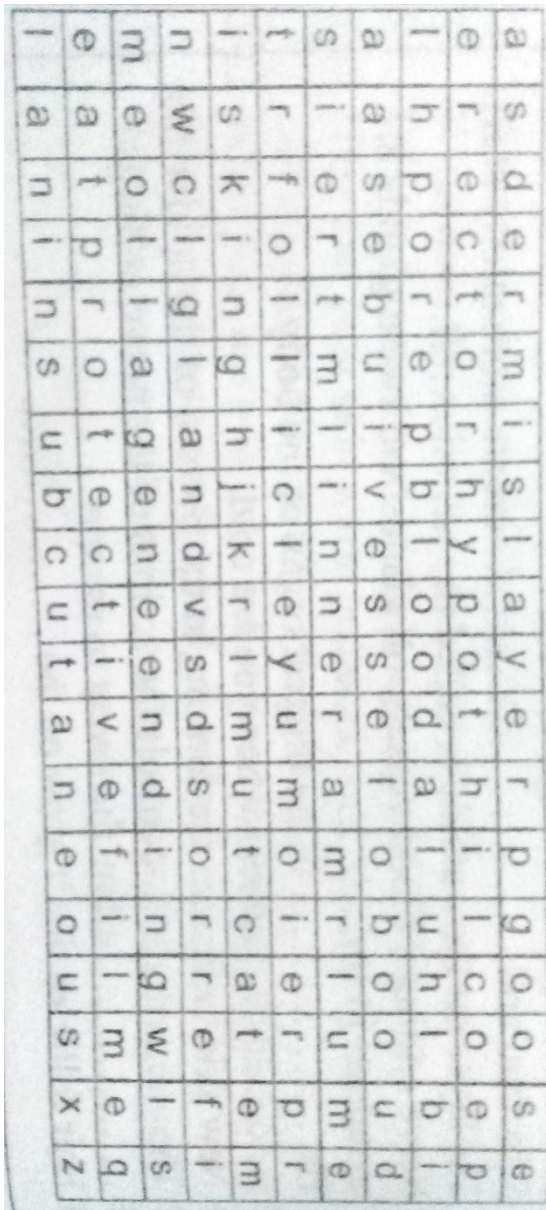 a s d e r m i s l a y e r p g o o s e
e r e c t o r h y p o t h i l c o e p
l h p o r e p b l o o d a l u h l b i
a a s e b u i v e s s e l o b o o u d
s i e r t m l i n n e r a m r l u m e
t r f o l l i c l e y u m o i e r p r
i s k i n g h j k r l m u t c a t e m
n w c l g l a n d v s d s o r r e f i
m e o l l a g e n e e n d i n g w l s
e a t p r o t e c t i v e f i l m e q
l a n i n s u b c u t a n e o u s x z